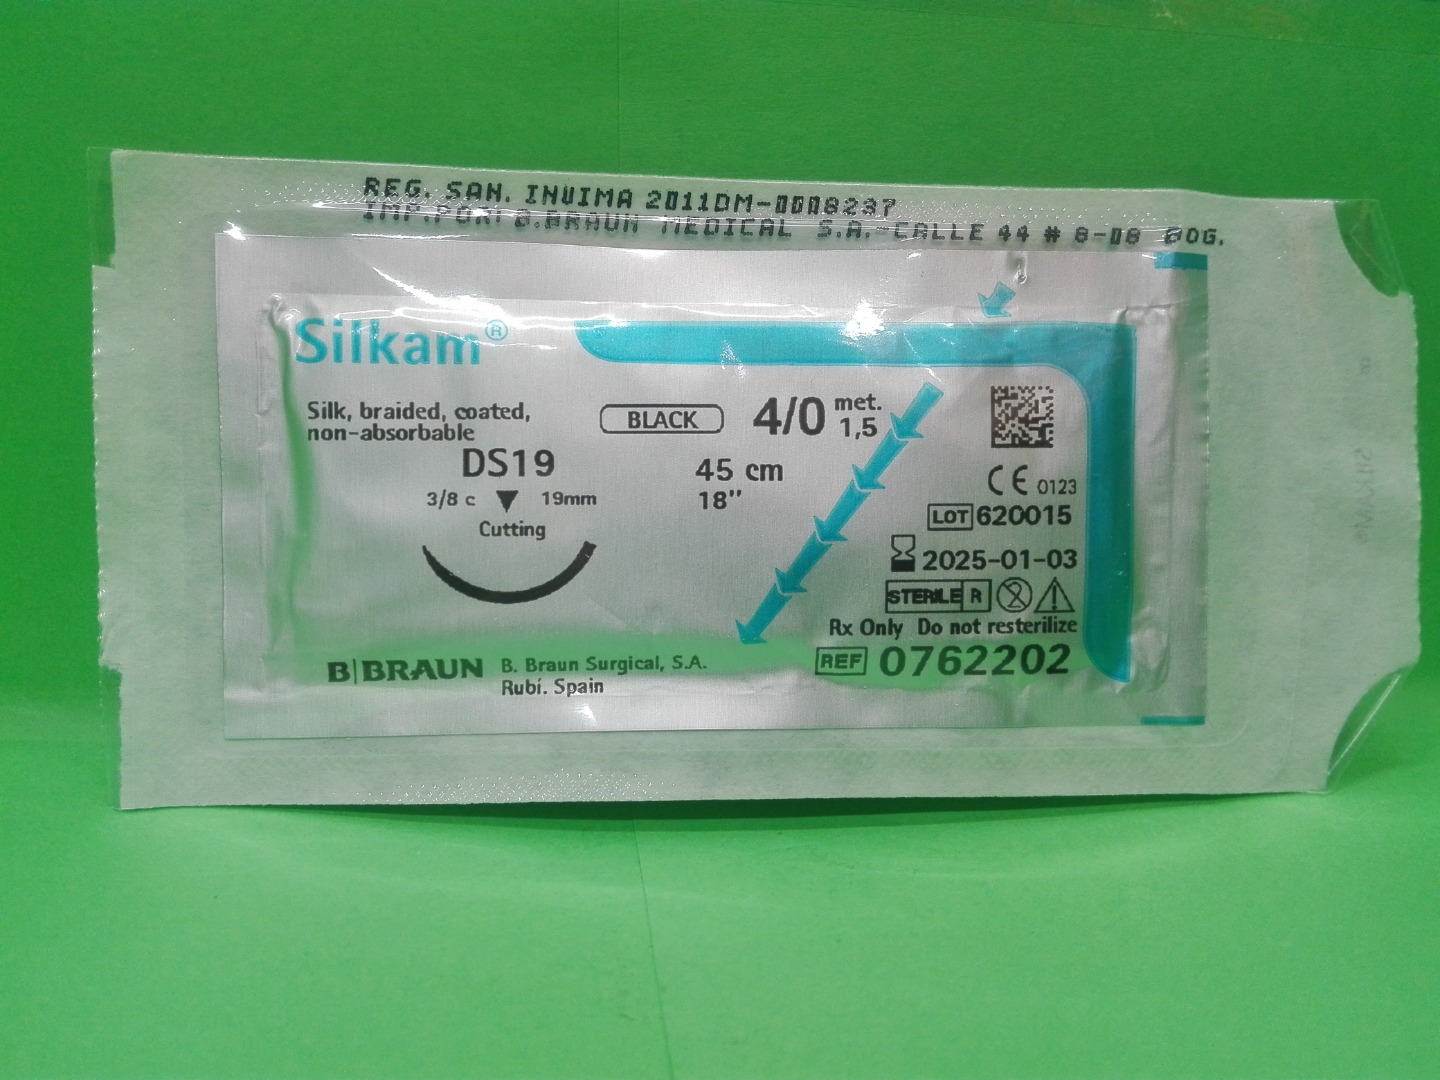 REG. SAN. INVIMA 2011DM-0008237
IMP.POR: B.BRAUN MEDICAL S.A.-CALLE 44 # 8-08 BOG.
Silkam®
Silk, braided, coated,
non-absorbable
BLACK
4/0 met.
1,5
DS19
3/8 c 19mm
Cutting
45 cm
18"
CE 0123
LOT 620015
2025-01-03
STERILE R
2
Rx Only Do not resterilize
REF 0762202
B|BRAUN B. Braun Surgical, S.A.
Rubí. Spain